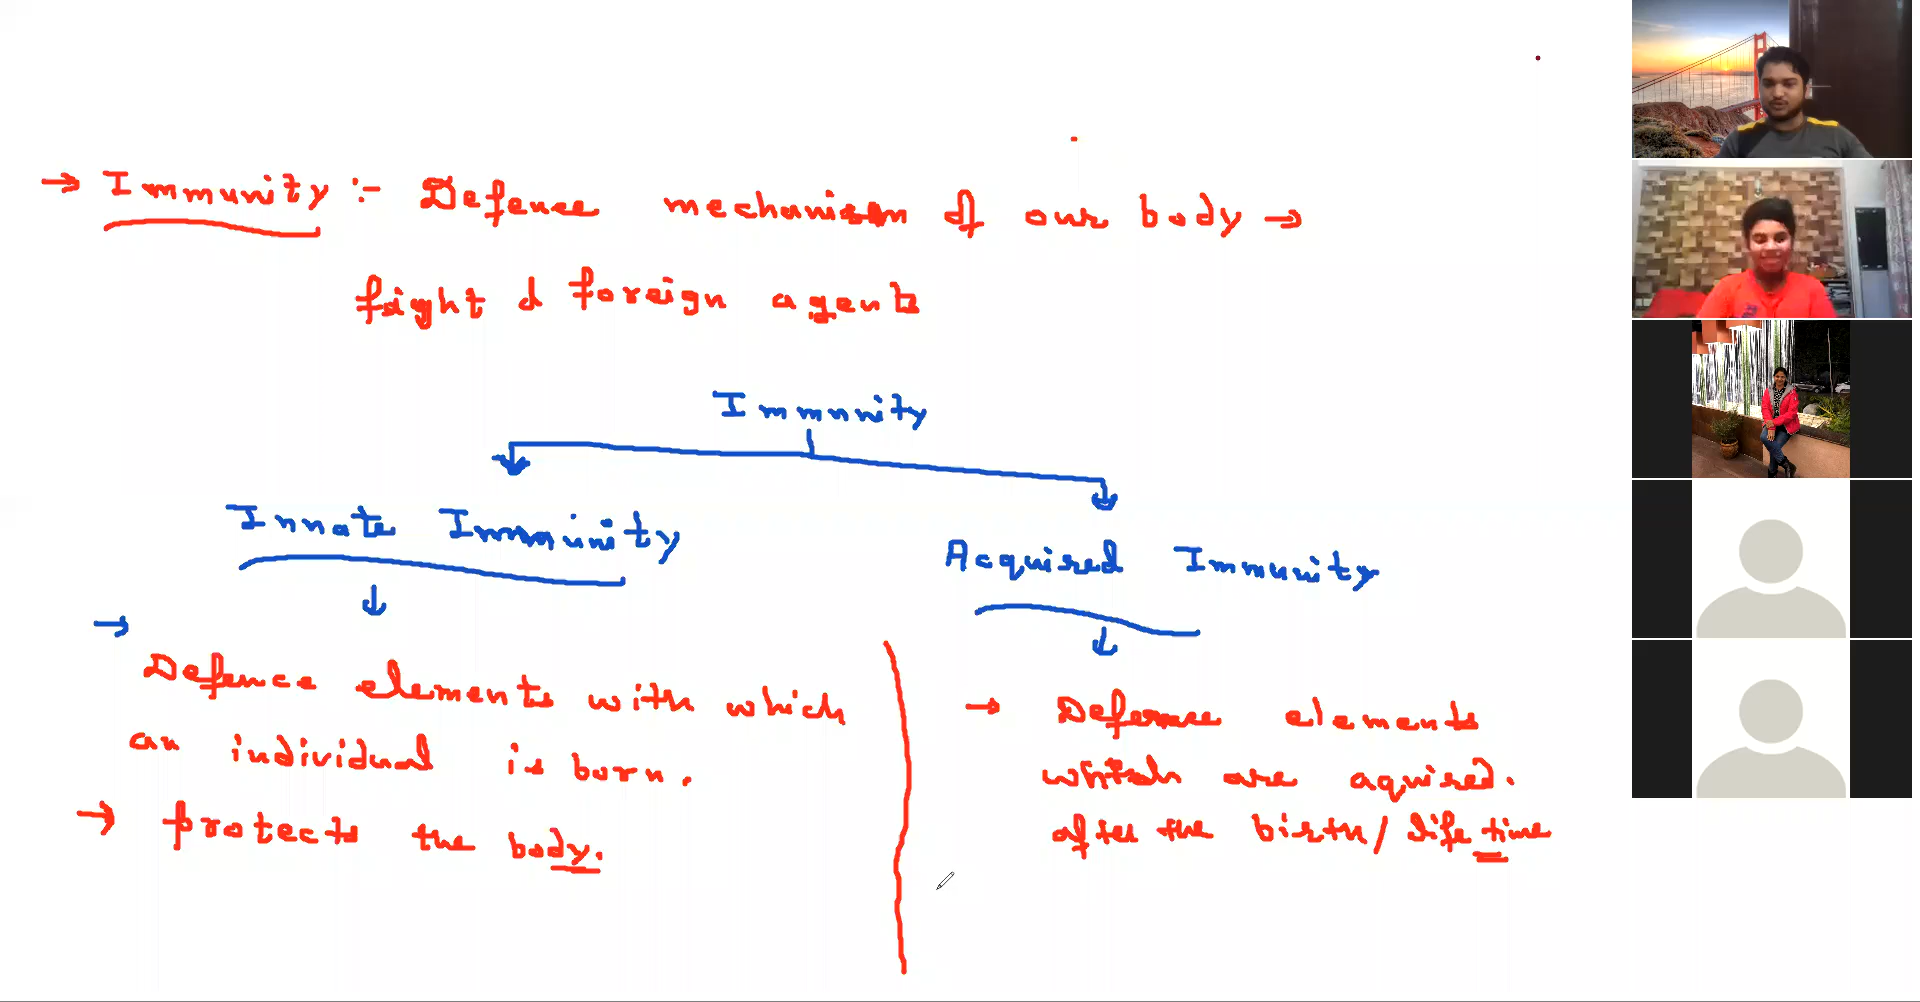 → Immunity :- Defence mechanism of our body →
fight d foreign agents
Immunity
Innate Immunity
Acquired Immunity
→ Defence elements with which
an individual is born.
→ protects the body.
→ Defence elements
which are aquired.
after the birth/ life time